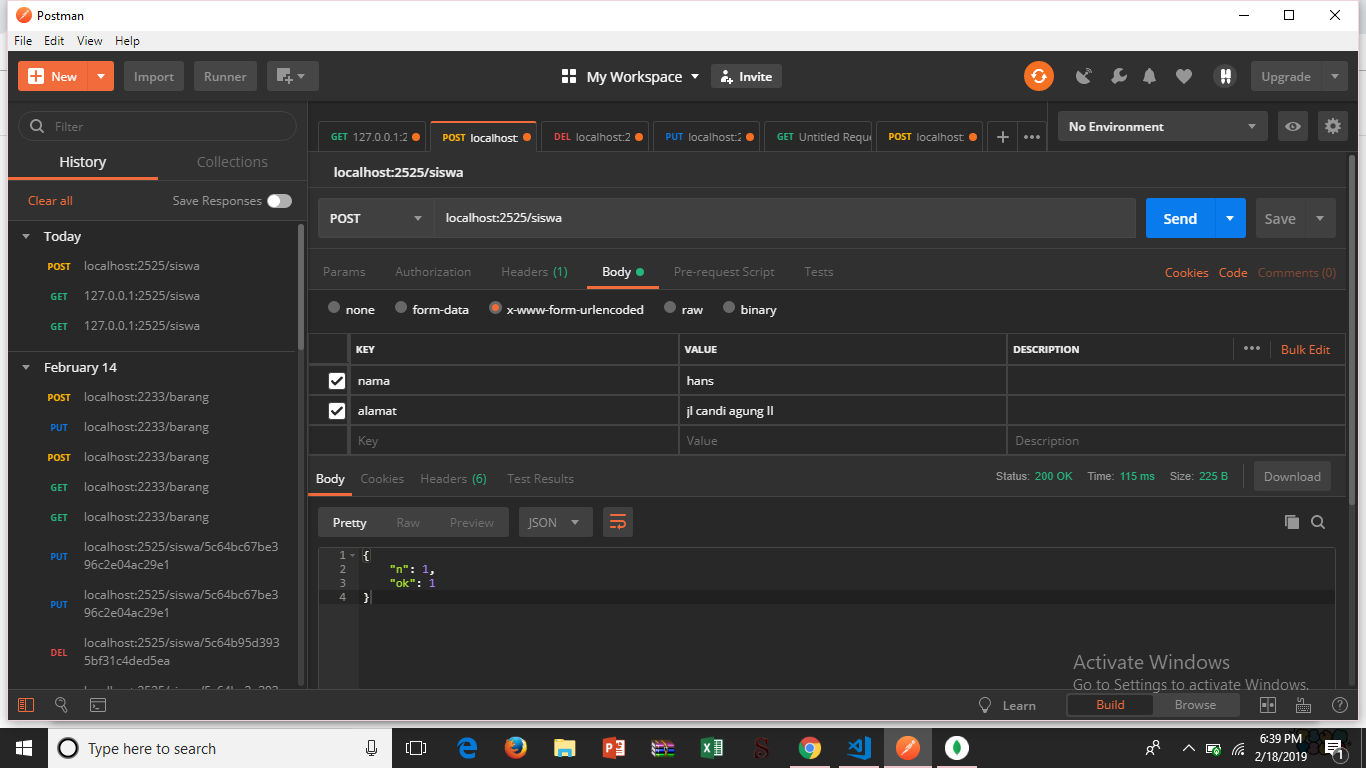 Postman
File Edit View Help
New Import Runner My Workspace Invite Upgrade
Filter
History Collections
Clear all Save Responses
Today
POST localhost:2525/siswa
GET 127.0.0.1:2525/siswa
GET 127.0.0.1:2525/siswa
February 14
POST localhost:2233/barang
PUT localhost:2233/barang
POST localhost:2233/barang
GET localhost:2233/barang
GET localhost:2233/barang
PUT localhost:2525/siswa/5c64bc67be3
96c2e04ac29e1
PUT localhost:2525/siswa/5c64bc67be3
96c2e04ac29e1
DEL localhost:2525/siswa/5c64b95d393
5bf31c4ded5ea
GET 127.0.0.1:2 POST localhost: DEL localhost:2 PUT localhost:2 GET Untitled Reque POST localhost: No Environment
localhost:2525/siswa
POST localhost:2525/siswa Send Save
Params Authorization Headers (1) Body Pre-request Script Tests Cookies Code Comments (0)
none form-data x-www-form-urlencoded raw binary
KEY VALUE DESCRIPTION ••• Bulk Edit
nama hans
alamat jl candi agung II
Key Value Description
Body Cookies Headers (6) Test Results Status: 200 OK Time: 115 ms Size: 225 B Download
Pretty Raw Preview JSON
1 {
2 "n": 1,
3 "ok": 1
4 }
Activate Windows
Go to Settings to activate Windows.
Learn Build Browse
Type here to search
6:39 PM
2/18/2019
1